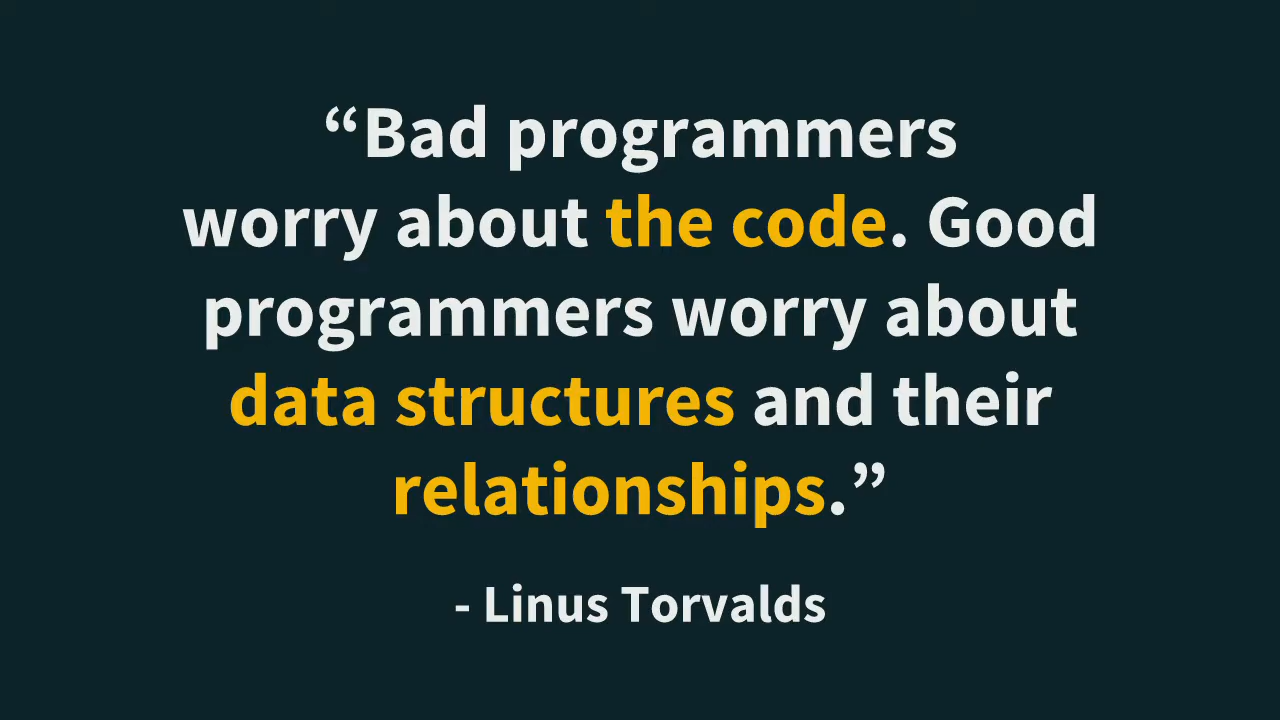 “Bad programmers
worry about the code. Good
programmers worry about
data structures and their
relationships.”
- Linus Torvalds